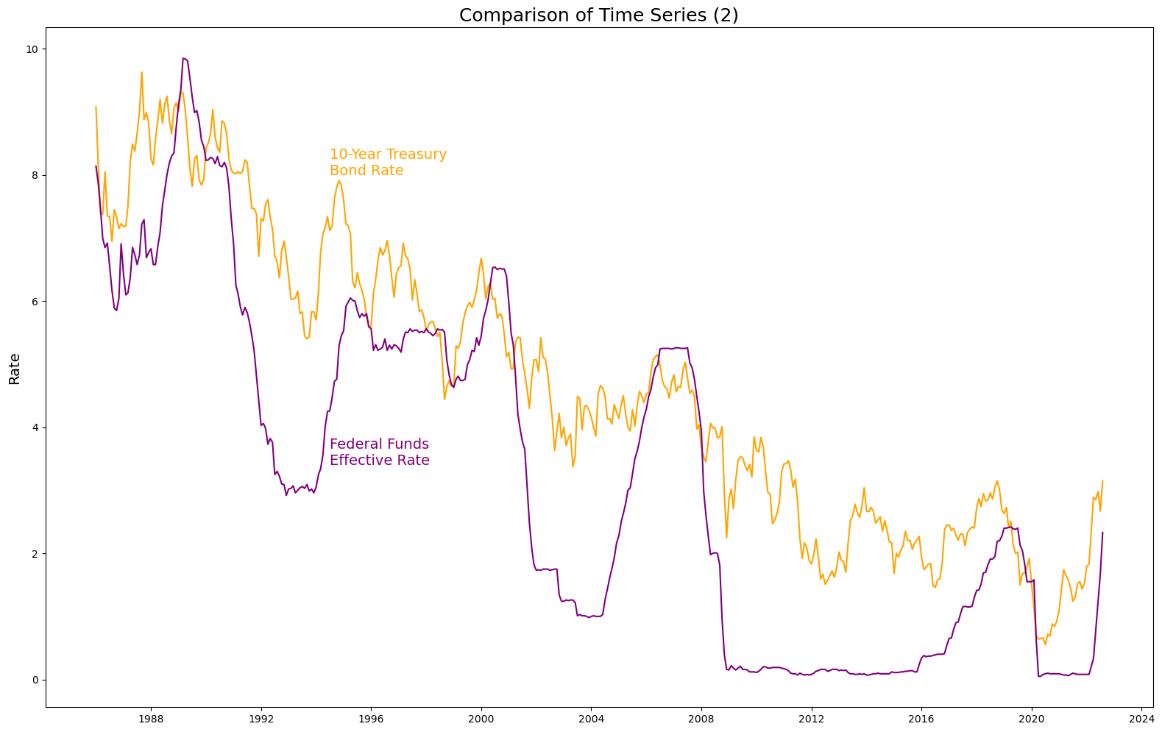 Comparison of Time Series (2)
10
8
6
4
2
0
Rate
10-Year Treasury
Bond Rate
Federal Funds
Effective Rate
1988
1992
1996
2000
2004
2008
2012
2016
2020
2024